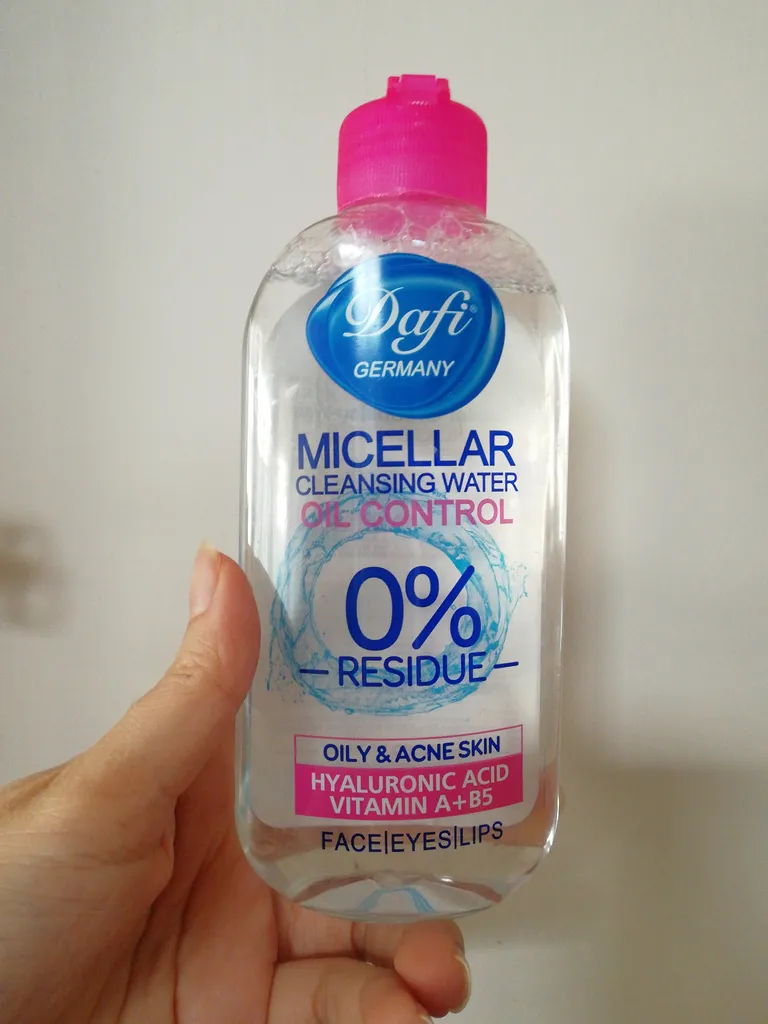 Dafi®
GERMANY
MICELLAR
CLEANSING WATER
OIL CONTROL
0%
RESIDUE
OILY & ACNE SKIN
HYALURONIC ACID
VITAMIN A+B5
FACE|EYES|LIPS